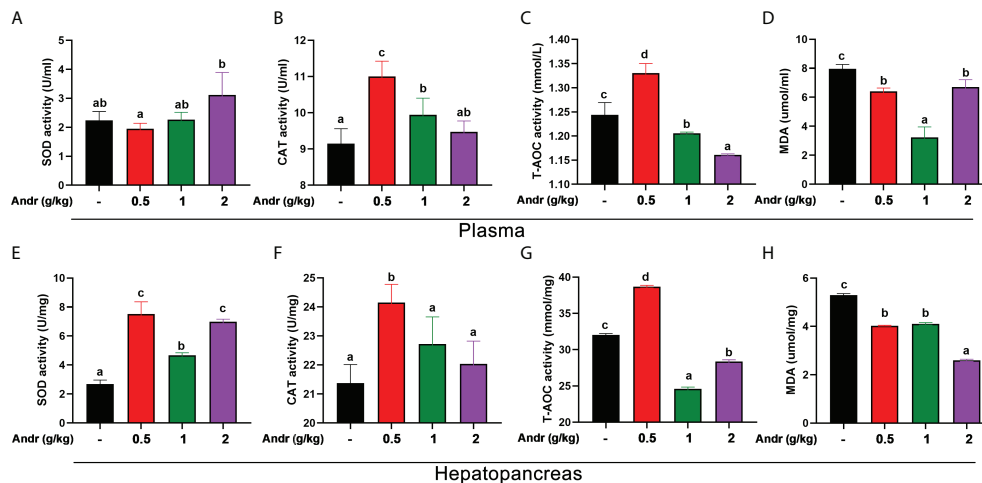 A
SOD activity (U/ml)
5
4
3
2
1
0
ab
a
ab
b
Andr (g/kg)
- 0.5 1 2
B
CAT activity (U/ml)
12
11
10
9
8
a
c
b
ab
Andr (g/kg)
- 0.5 1 2
C
T-AOC activity (mmol/L)
1.40
1.35
1.30
1.25
1.20
1.15
1.10
c
d
b
a
Andr (g/kg)
- 0.5 1 2
D
MDA (umol/ml)
10
8
6
4
2
0
c
b
a
b
Andr (g/kg)
- 0.5 1 2
Plasma
E
SOD activity (U/mg)
10
8
6
4
2
0
a
c
b
c
Andr (g/kg)
- 0.5 1 2
F
CAT activity (U/mg)
25
24
23
22
21
20
a
b
a
a
Andr (g/kg)
- 0.5 1 2
G
T-AOC activity (mmol/mg)
40
35
30
25
20
c
d
a
b
Andr (g/kg)
- 0.5 1 2
H
MDA (umol/mg)
6
4
2
0
c
b
b
a
Andr (g/kg)
- 0.5 1 2
Hepatopancreas